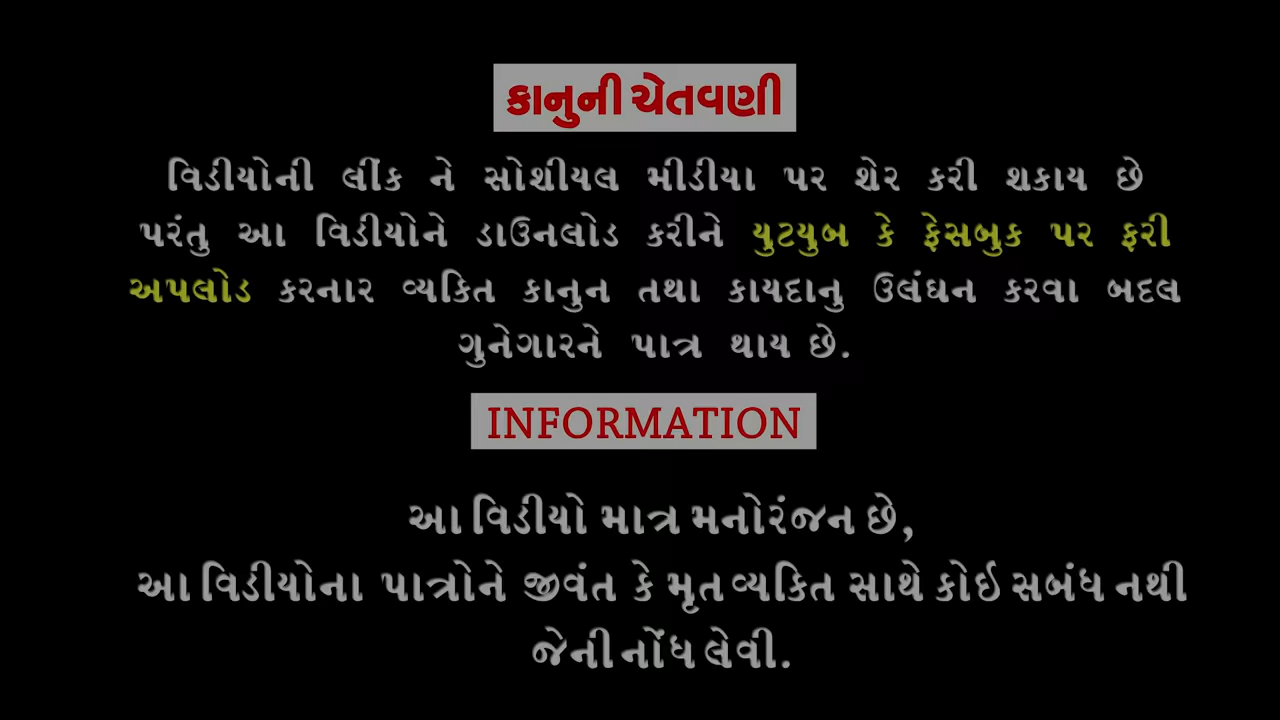 કાનુની ચેતવણી
વિડીયોની લીંક ને સોશીયલ મીડીયા પર શેર કરી શકાય છે
પરંતુ આ વિડીયોને ડાઉનલોડ કરીને યુટયુબ કે ફેસબુક પર ફરી
અપલોડ કરનાર વ્યકિત કાનુન તથા કાયદાનુ ઉલંઘન કરવા બદલ
ગુનેગારને પાત્ર થાય છે.
INFORMATION
આ વિડીયો માત્ર મનોરંજન છે,
આ વિડીયોના પાત્રોને જીવંત કે મૃત વ્યકિત સાથે કોઇ સબંધ નથી
જેની નોંધ લેવી.